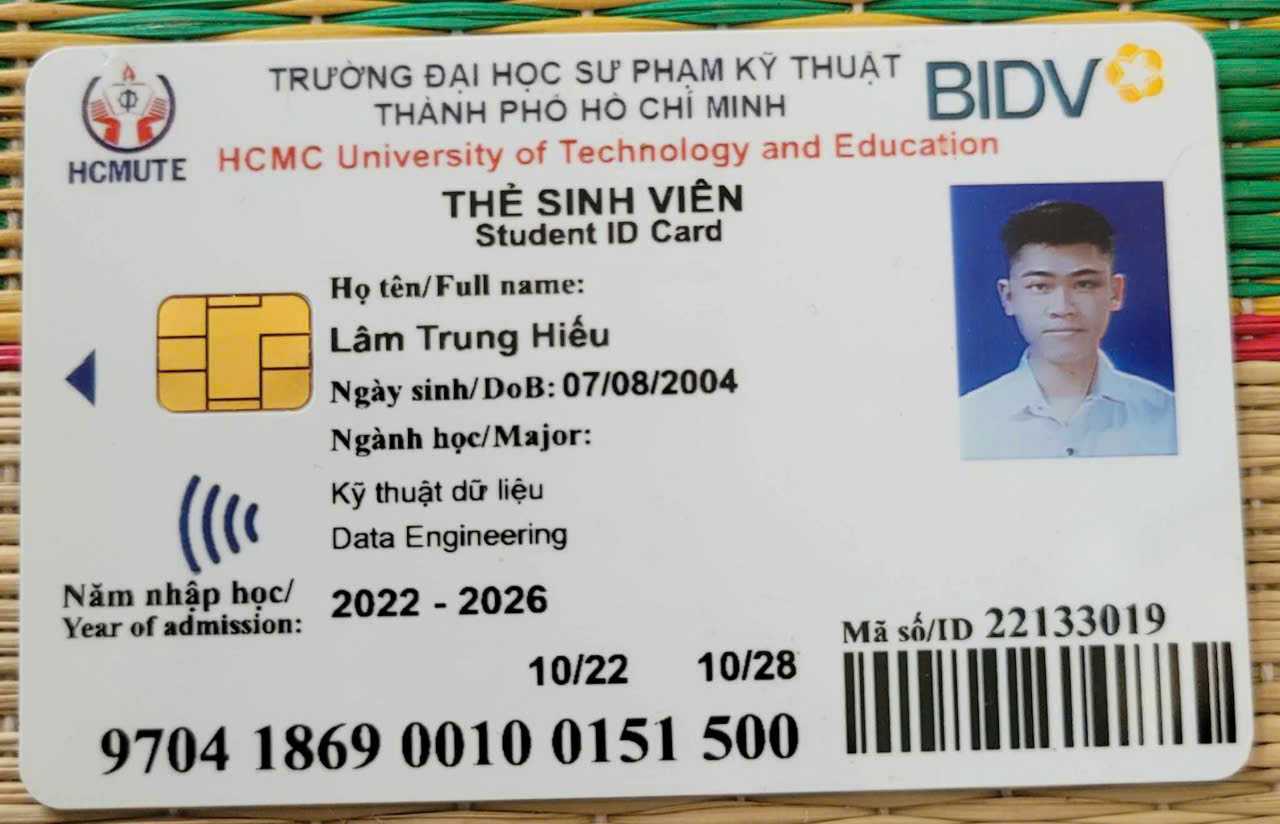 TRƯỜNG ĐẠI HỌC SƯ PHẠM KỸ THUẬT
THÀNH PHỐ HỒ CHÍ MINH
BIDV
HCMUTE
HCMC University of Technology and Education
THẺ SINH VIÊN
Student ID Card
Họ tên/Full name:
Lâm Trung Hiếu
Ngày sinh/DoB: 07/08/2004
Ngành học/Major:
Kỹ thuật dữ liệu
Data Engineering
Năm nhập học/
Year of admission: 2022 - 2026
Mã số/ID 22133019
10/22 10/28
9704 1869 0010 0151 500